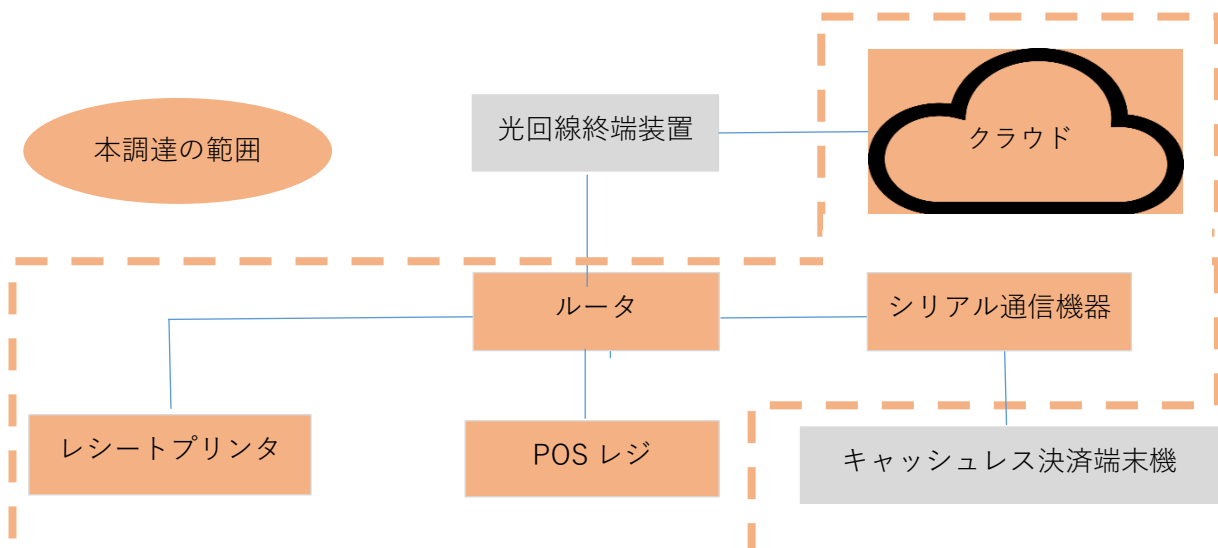 光回線終端装置
クラウド
本調達の範囲
ルータ
シリアル通信機器
レシートプリンタ
POS レジ
キャッシュレス決済端末機